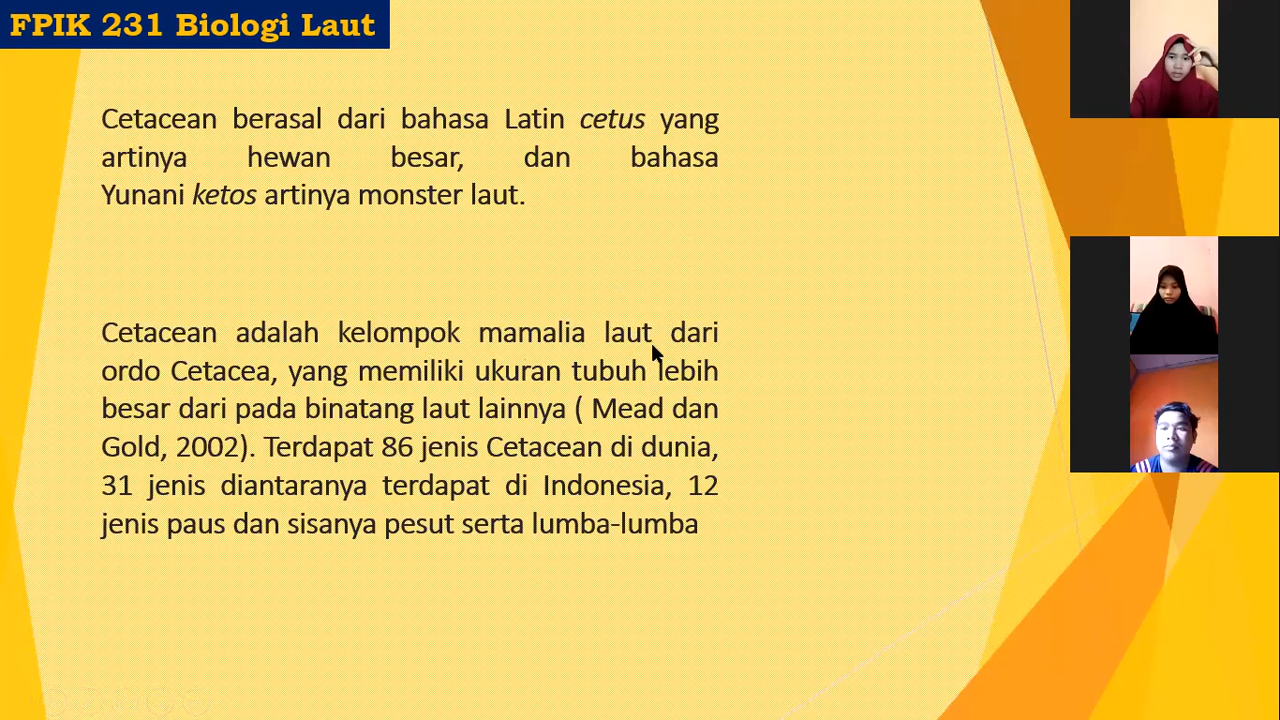 FPIK 231 Biologi Laut
Cetacean berasal dari bahasa Latin cetus yang
artinya hewan besar, dan bahasa
Yunani ketos artinya monster laut.
Cetacean adalah kelompok mamalia laut dari
ordo Cetacea, yang memiliki ukuran tubuh lebih
besar dari pada binatang laut lainnya ( Mead dan
Gold, 2002). Terdapat 86 jenis Cetacean di dunia,
31 jenis diantaranya terdapat di Indonesia, 12
jenis paus dan sisanya pesut serta lumba-lumba